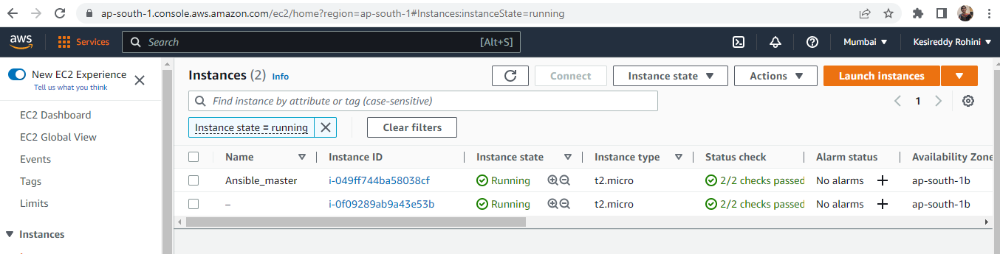 ap-south-1.console.aws.amazon.com/ec2/home?region=ap-south-1#Instances:instanceState=running
aws Services Search [Alt+S] Mumbai Kesireddy Rohini
New EC2 Experience
Tell us what you think
EC2 Dashboard
EC2 Global View
Events
Tags
Limits
Instances
Instances (2) Info Connect Instance state Actions Launch instances
Find instance by attribute or tag (case-sensitive) 1
Instance state = running Clear filters
Name Instance ID Instance state Instance type Status check Alarm status Availability Zone
Ansible_master i-049ff744ba58038cf Running t2.micro 2/2 checks passed No alarms + ap-south-1b
– i-0f09289ab9a43e53b Running t2.micro 2/2 checks passed No alarms + ap-south-1b